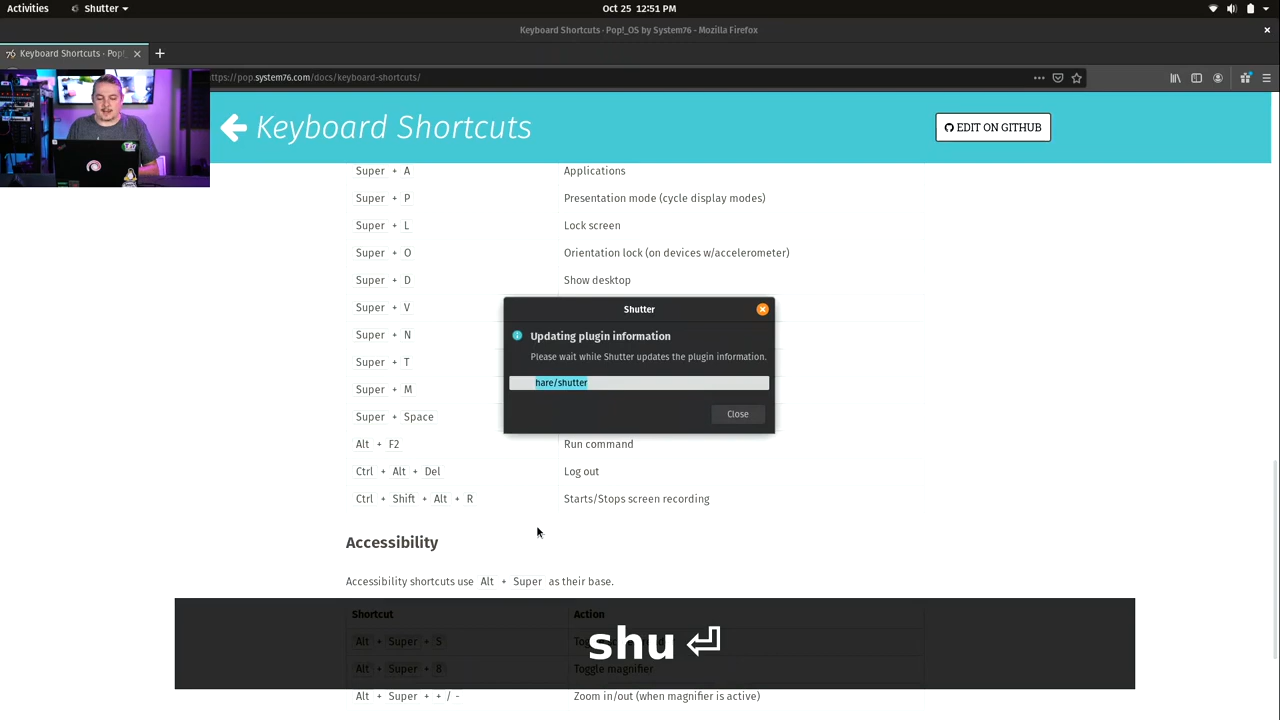 Activities
Shutter
Oct 25 12:51 PM
Keyboard Shortcuts · Pop!_OS by System76 - Mozilla Firefox
Keyboard Shortcuts · Pop!_
ttps://pop.system76.com/docs/keyboard-shortcuts/
Keyboard Shortcuts
EDIT ON GITHUB
Super + A Applications
Super + P Presentation mode (cycle display modes)
Super + L Lock screen
Super + O Orientation lock (on devices w/accelerometer)
Super + D Show desktop
Super + V
Super + N
Super + T
Super + M
Super + Space
Shutter
Updating plugin information
Please wait while Shutter updates the plugin information.
hare/shutter
Close
Alt + F2 Run command
Ctrl + Alt + Del Log out
Ctrl + Shift + Alt + R Starts/Stops screen recording
Accessibility
Accessibility shortcuts use Alt + Super as their base.
Shortcut Action
Alt + Super + S
Alt + Super + 8 Toggle magnifier
shu ⏎
Alt + Super + + / - Zoom in/out (when magnifier is active)